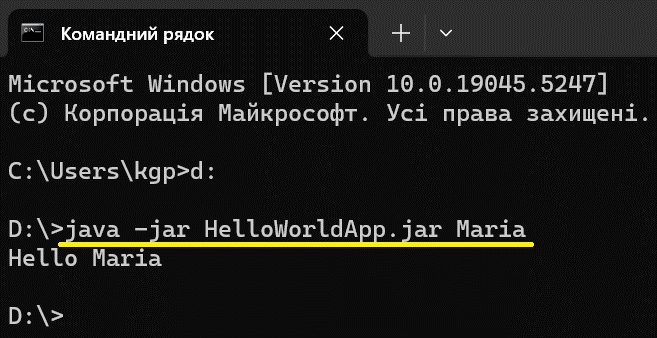 Командний рядок
Microsoft Windows [Version 10.0.19045.5247]
(c) Корпорація Майкрософт. Усі права захищені.
C:\Users\kgp>d:
D:\>java -jar HelloWorldApp.jar Maria
Hello Maria
D:\>